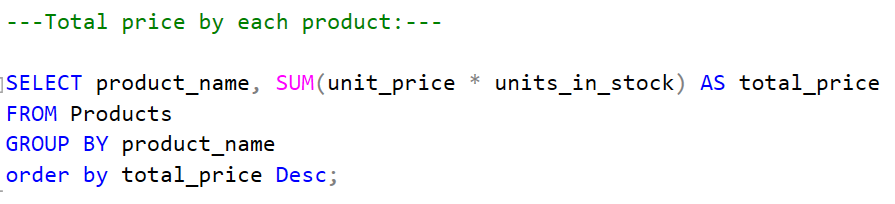 ---Total price by each product:---
SELECT product_name, SUM(unit_price * units_in_stock) AS total_price
FROM Products
GROUP BY product_name
order by total_price Desc;